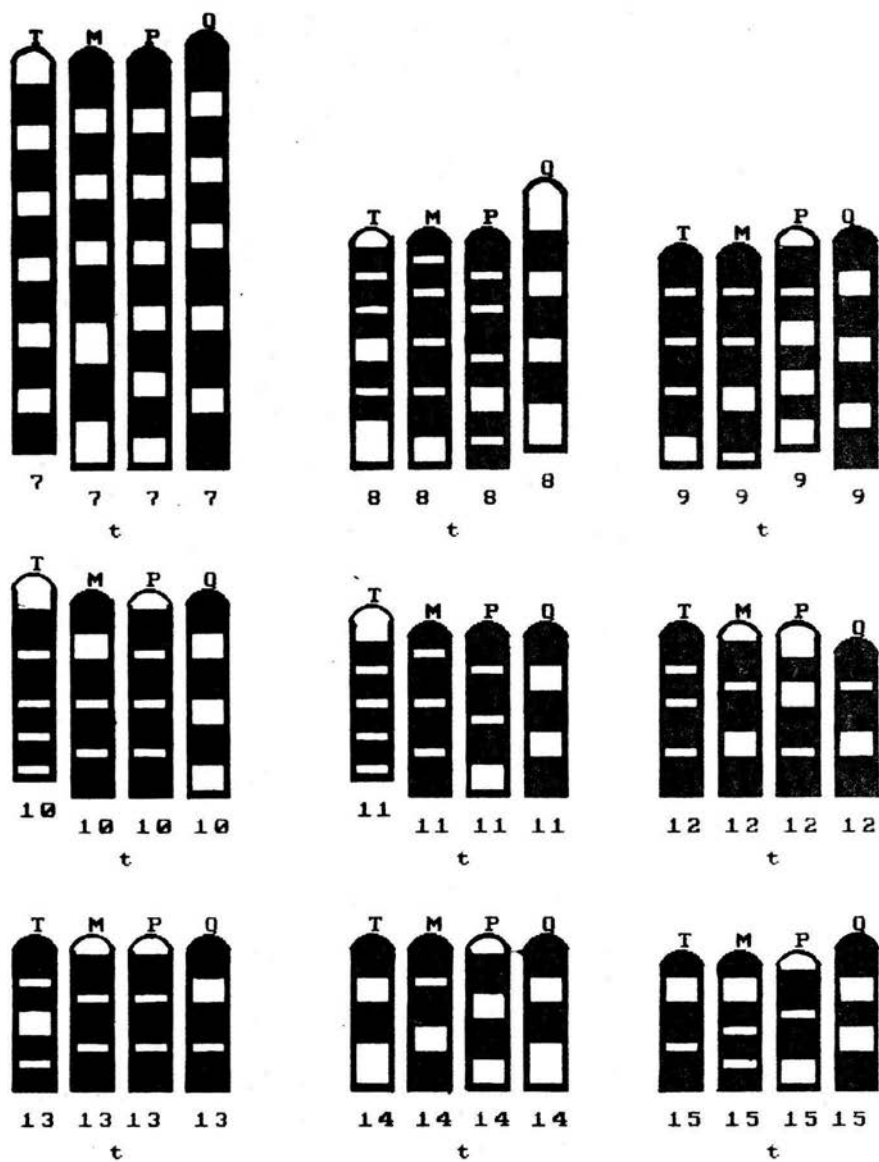 T M P Q
T M P Q
T M P Q
7 7 7 7
8 8 8 8
9 9 9 9
t t t
T M P Q
T M P Q
T M P Q
10 10 10 10
11 11 11 11
12 12 12 12
t t t
T M P Q
T M P Q
T M P Q
13 13 13 13
14 14 14 14
15 15 15 15
t t t